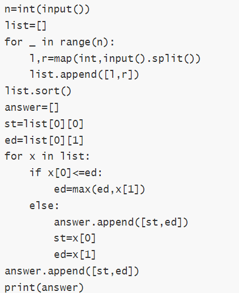 n=int(input())
list=[]
for _ in range(n):
    l,r=map(int,input().split())
    list.append([l,r])
list.sort()
answer=[]
st=list[0][0]
ed=list[0][1]
for x in list:
    if x[0]<=ed:
        ed=max(ed,x[1])
    else:
        answer.append([st,ed])
        st=x[0]
        ed=x[1]
answer.append([st,ed])
print(answer)